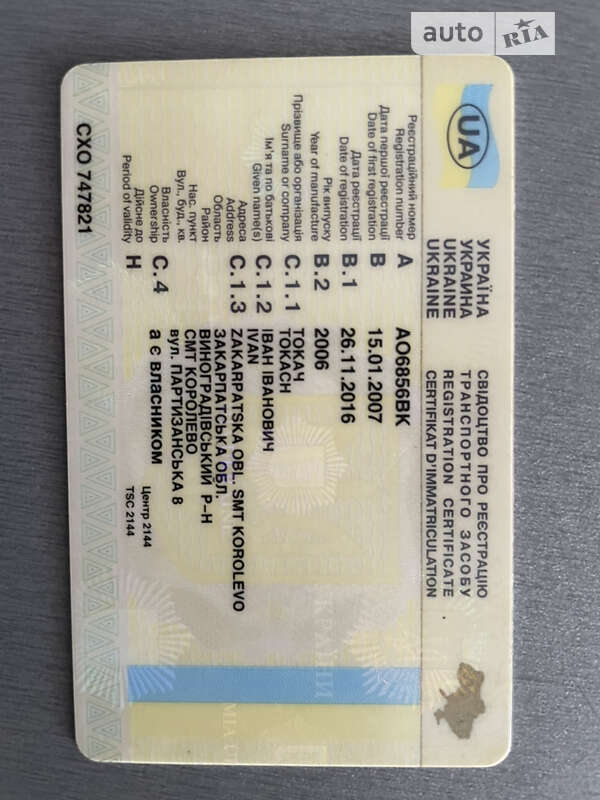 auto RIA
UA
УКРАЇНА
УКРАИНА
UKRAINE
UKRAINE
СВІДОЦТВО ПРО РЕЄСТРАЦІЮ
ТРАНСПОРТНОГО ЗАСОБУ
REGISTRATION CERTIFICATE
CERTIFIKAT D'IMMATRICULATION
Реєстраційний номер
Registration number A AO6856BK
Дата першої реєстрації
Date of first registration B 15.01.2007
Дата реєстрації
Date of registration B.1 26.11.2016
Рік випуску
Year of manufacture B.2 2006
Прізвище або організація C.1.1 ТОКАЧ
Surname or company TOKACH
Ім'я та по батькові C.1.2 ІВАН ІВАНОВИЧ
Given name(s) IVAN
Адреса C.1.3 ZAKARPATSKA OBL. SMT KOROLEVO
Address
Область ЗАКАРПАТСЬКА ОБЛ.
Район ВИНОГРАДІВСЬКИЙ Р-Н
Нас. пункт СМТ КОРОЛЕВО
Вул., буд., кв. вул. ПАРТИЗАНСЬКА 8
Власність C.4 а є власником
Ownership
Дійсне до H
Period of validity
Центр 2144
TSC 2144
СХО 747821